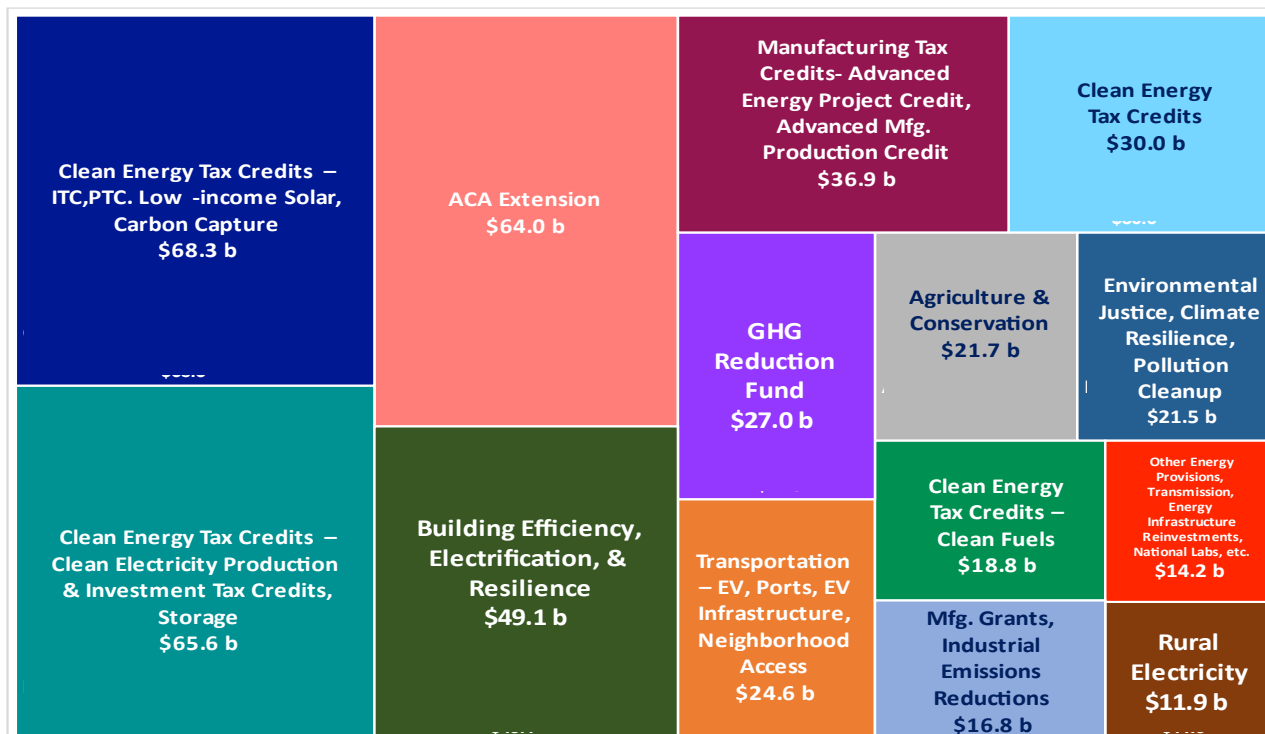 Clean Energy Tax Credits –
ITC,PTC. Low -income Solar,
Carbon Capture
$68.3 b
ACA Extension
$64.0 b
Manufacturing Tax
Credits- Advanced
Energy Project Credit,
Advanced Mfg.
Production Credit
$36.9 b
Clean Energy
Tax Credits
$30.0 b
GHG
Reduction
Fund
$27.0 b
Agriculture &
Conservation
$21.7 b
Environmental
Justice, Climate
Resilience,
Pollution
Cleanup
$21.5 b
Clean Energy Tax Credits –
Clean Electricity Production
& Investment Tax Credits,
Storage
$65.6 b
Building Efficiency,
Electrification, &
Resilience
$49.1 b
Transportation
– EV, Ports, EV
Infrastructure,
Neighborhood
Access
$24.6 b
Clean Energy
Tax Credits –
Clean Fuels
$18.8 b
Other Energy
Provisions,
Transmission,
Energy
Infrastructure
Reinvestments,
National Labs, etc.
$14.2 b
Mfg. Grants,
Industrial
Emissions
Reductions
$16.8 b
Rural
Electricity
$11.9 b